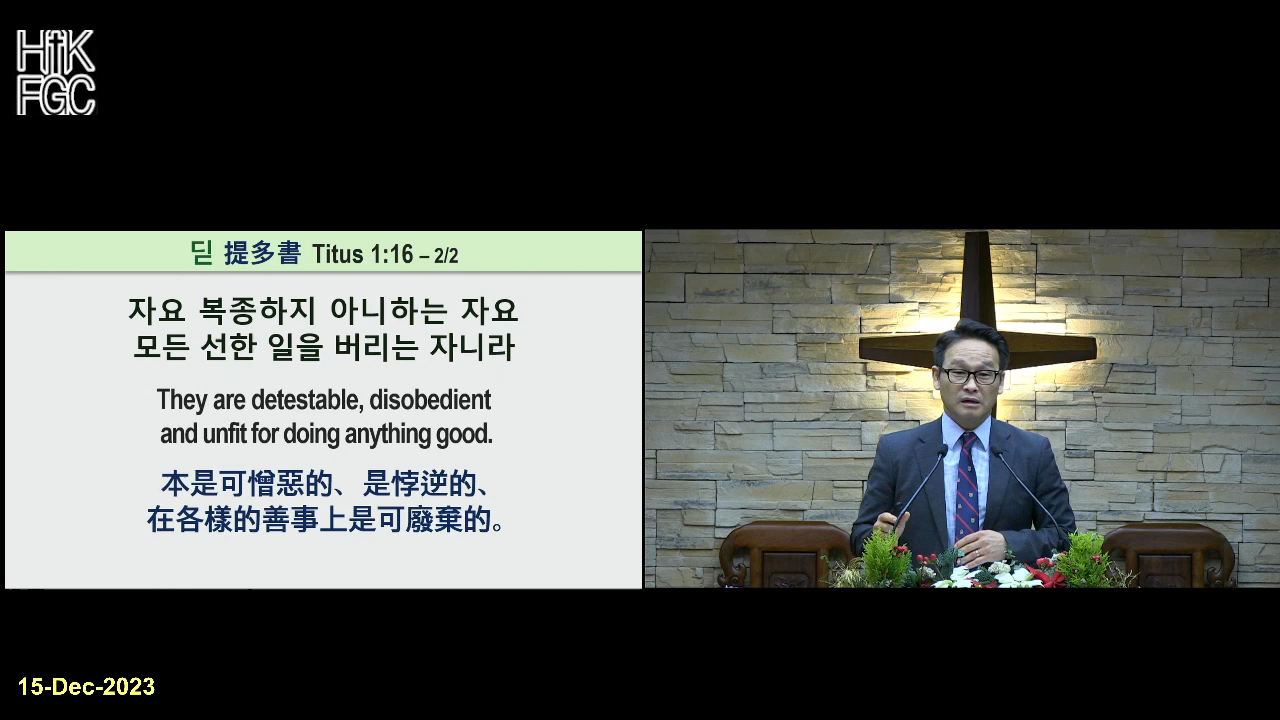 HfK
FGC
딛 提多書 Titus 1:16 – 2/2
자요 복종하지 아니하는 자요
모든 선한 일을 버리는 자니라
They are detestable, disobedient
and unfit for doing anything good.
本是可憎惡的、是悖逆的、
在各樣的善事上是可廢棄的。
15-Dec-2023